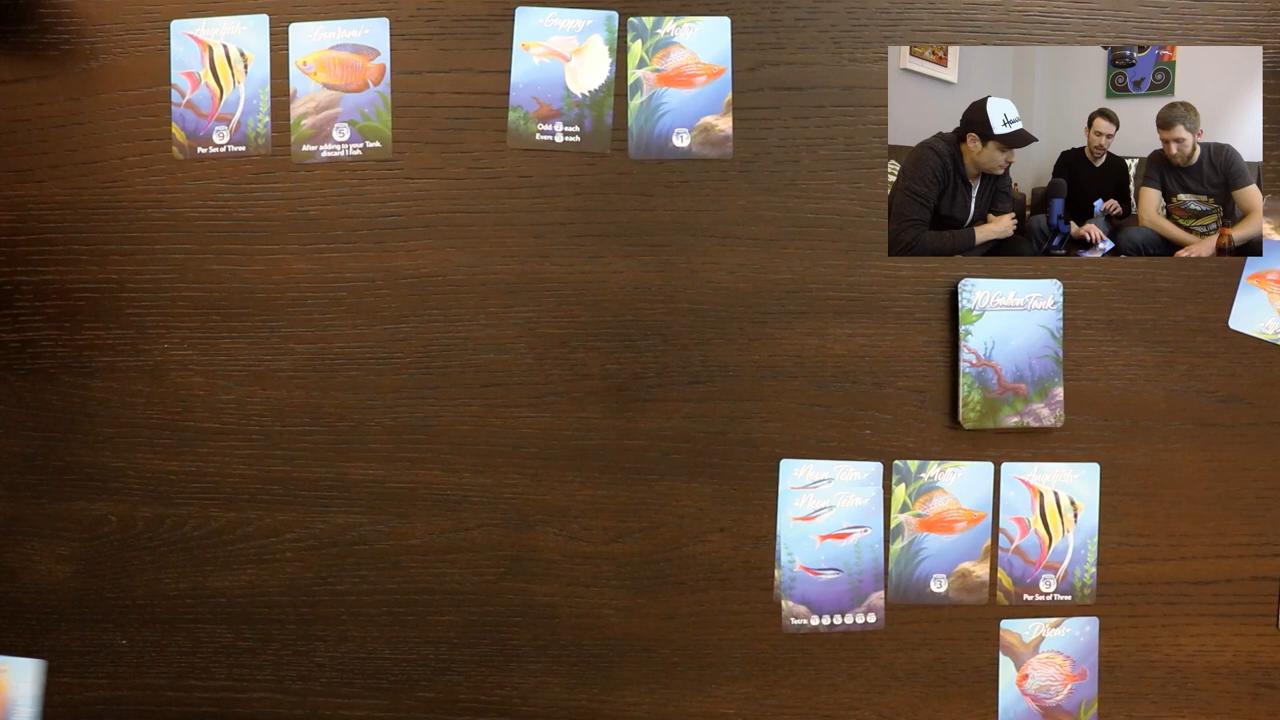 Angelfish
9
Per Set of Three
Gourami
5
After adding to your Tank,
discard 1 fish.
Guppy
Odd: each
Even: each
Molly
1
10 Gallon Tank
Neon Tetra
Neon Tetra
Tetra:
Molly
3
Angelfish
9
Per Set of Three
Discus